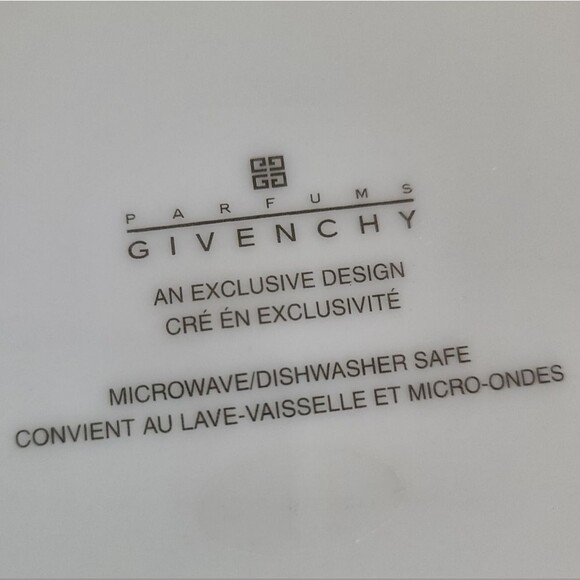 PARFUMS
GIVENCHY
AN EXCLUSIVE DESIGN
CRÉ ÉN EXCLUSIVITÉ
MICROWAVE/DISHWASHER SAFE
CONVIENT AU LAVE-VAISSELLE ET MICRO-ONDES